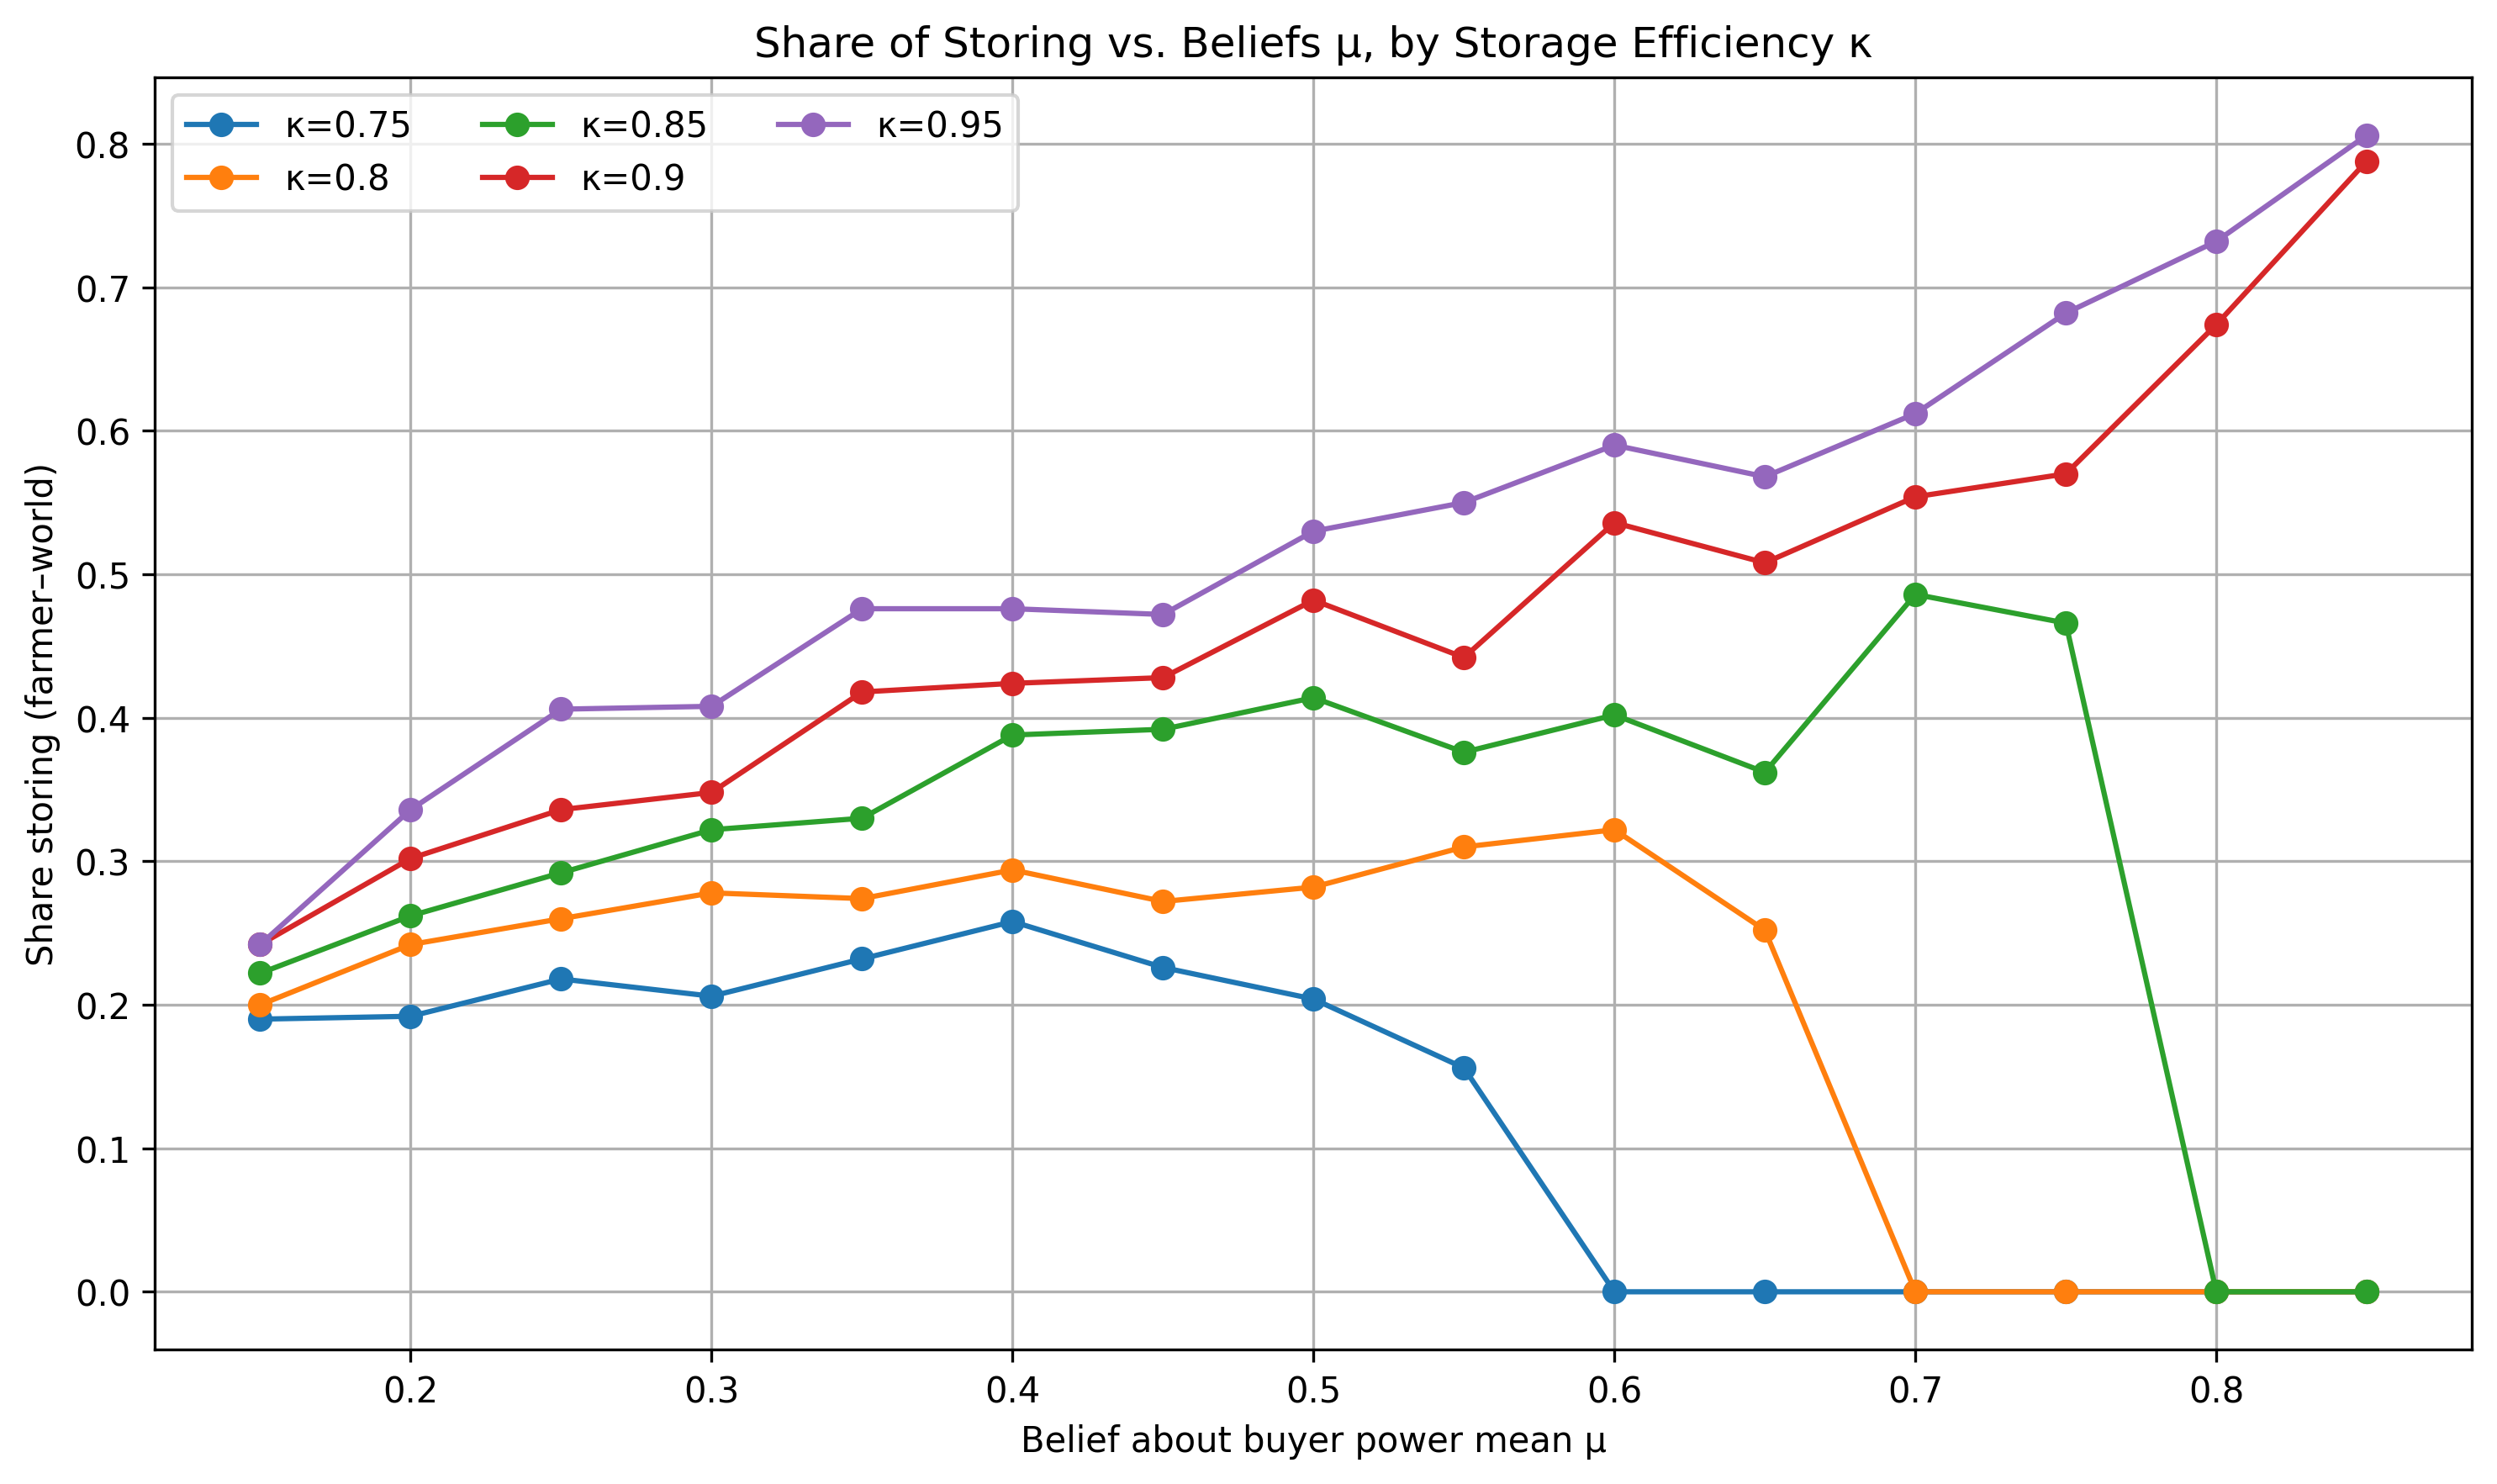 Share of Storing vs. Beliefs μ, by Storage Efficiency κ
κ=0.75
κ=0.8
κ=0.85
κ=0.9
κ=0.95
Share storing (farmer–world)
0.8
0.7
0.6
0.5
0.4
0.3
0.2
0.1
0.0
0.2 0.3 0.4 0.5 0.6 0.7 0.8
Belief about buyer power mean μ